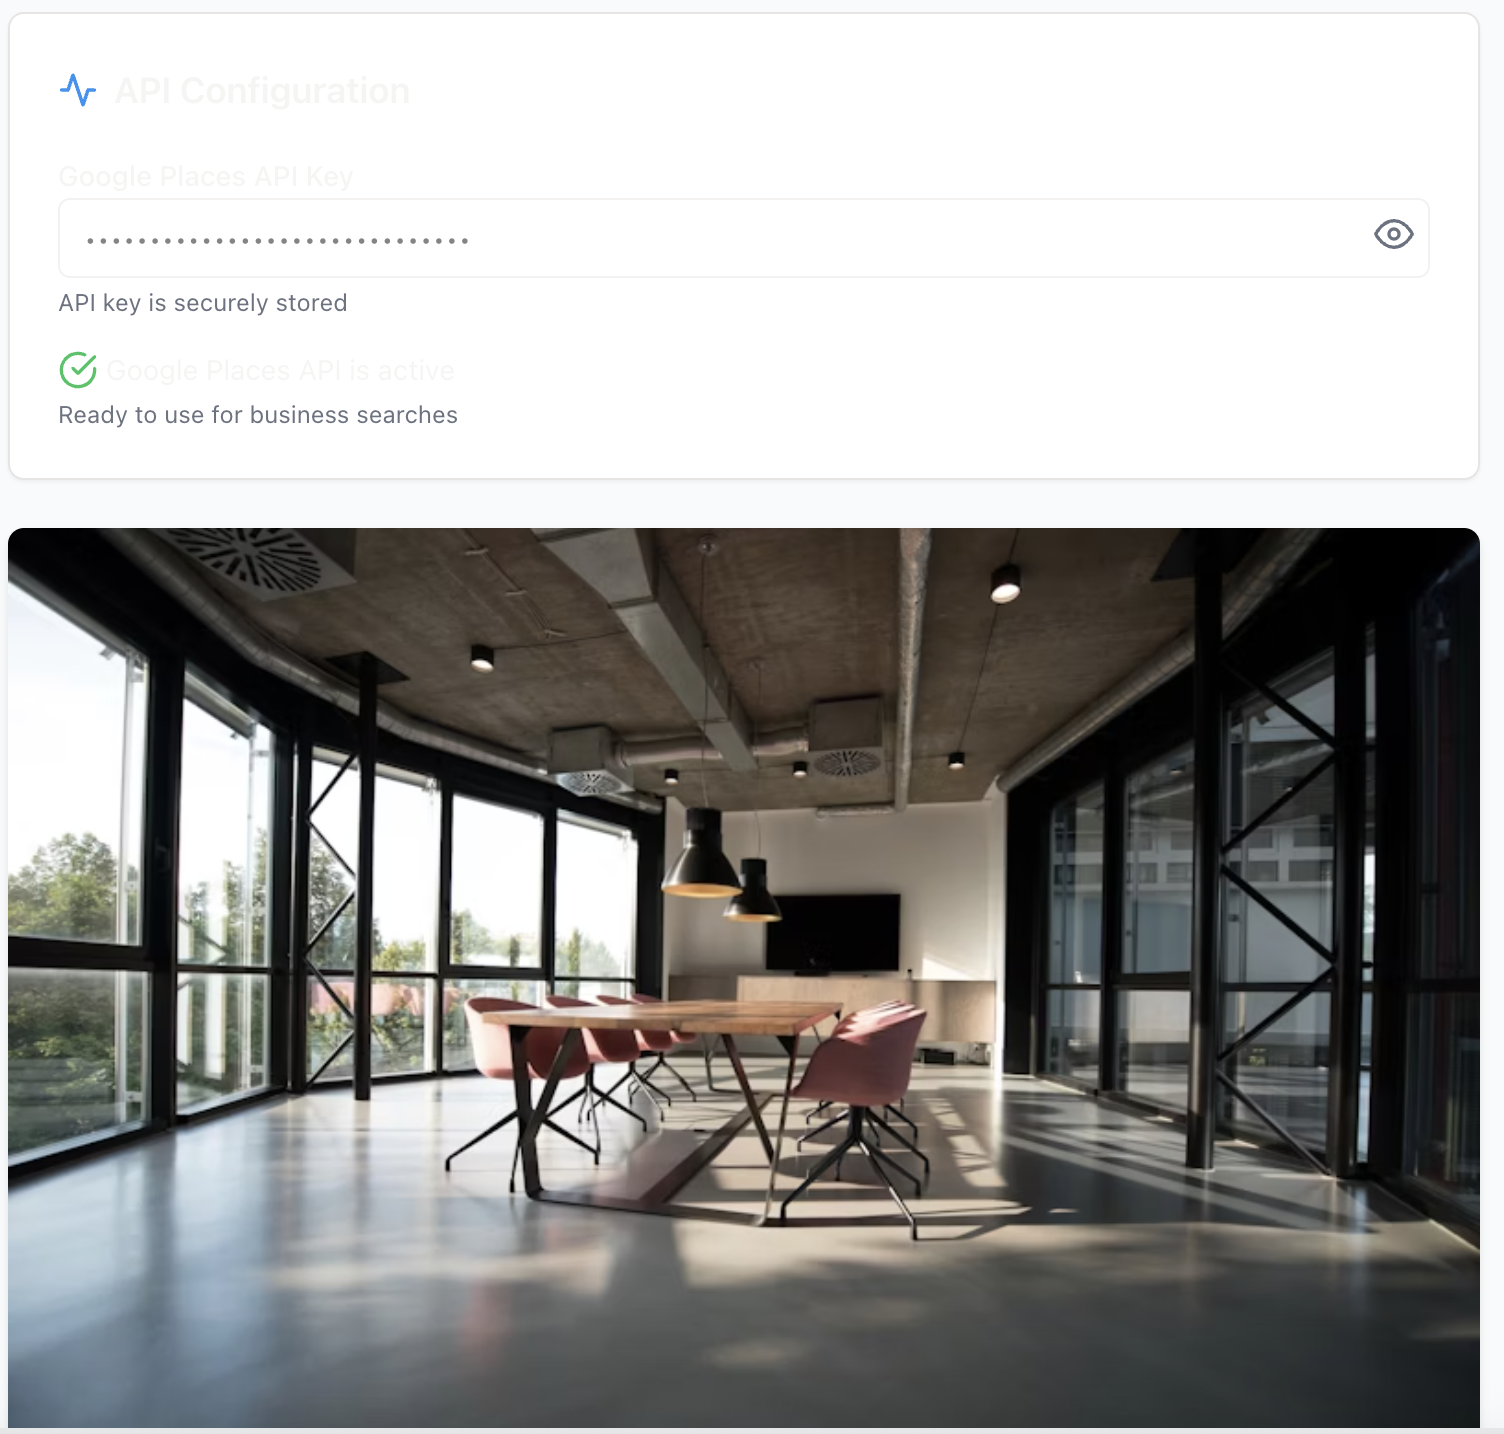 API Configuration
Google Places API Key
••••••••••••••••••••••••••••••
API key is securely stored
Google Places API is active
Ready to use for business searches